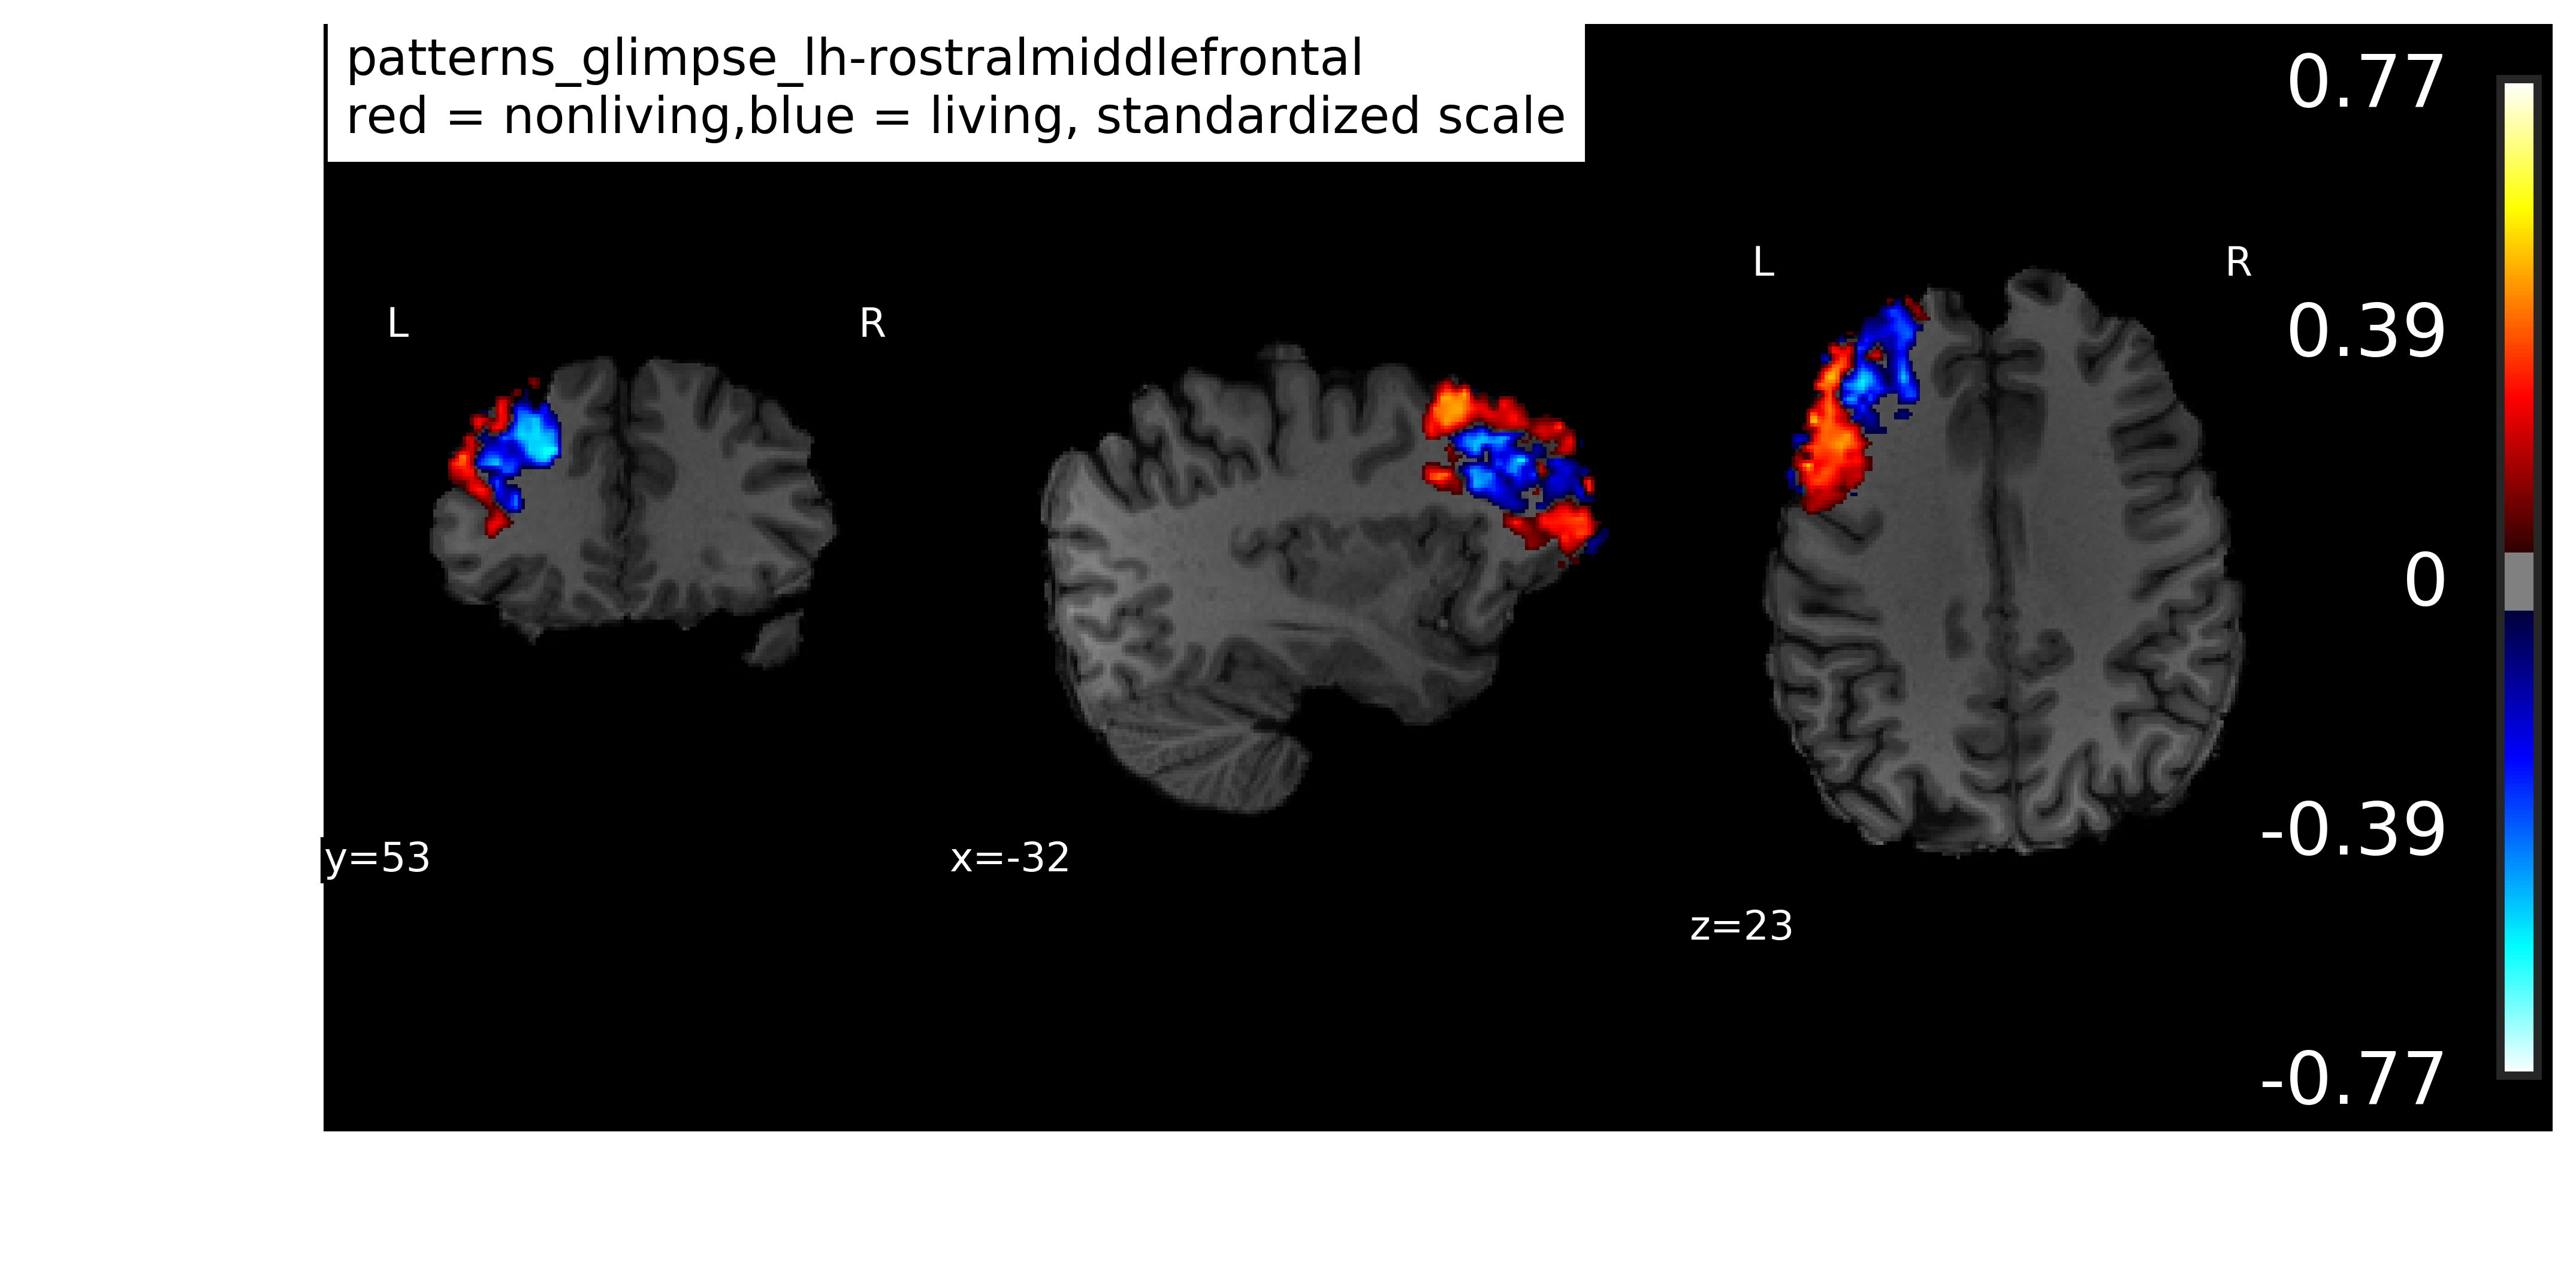 patterns_glimpse_lh-rostralmiddlefrontal
red = nonliving,blue = living, standardized scale
0.77
L
R
0.39
L
R
0
-0.39
y=53
x=-32
z=23
-0.77